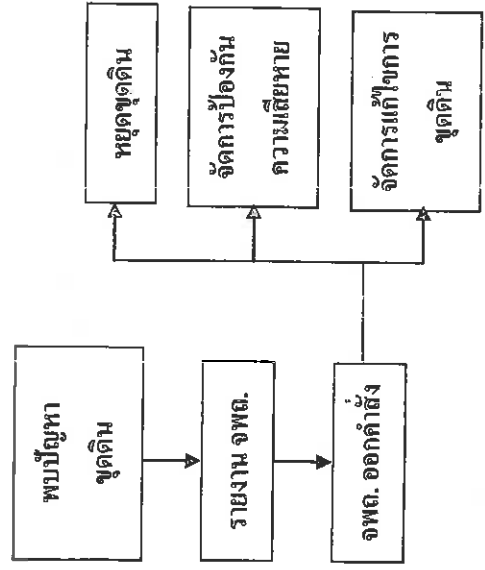 พบปัญหา
ขุดดิน
รายงาน จพถ.
จพถ. ออกคำสั่ง
หยุดขุดดิน
จัดการป้องกัน
ความเสียหาย
จัดการแก้ไขการ
ขุดดิน